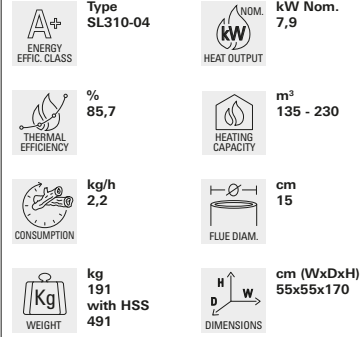 A+
ENERGY
EFFIC. CLASS
Type
SL310-04
NOM.
kW
HEAT OUTPUT
kW Nom.
7,9
THERMAL
EFFICIENCY
%
85,7
HEATING
CAPACITY
m³
135 - 230
CONSUMPTION
kg/h
2,2
Ø
FLUE DIAM.
cm
15
Kg
WEIGHT
kg
191
with HSS
491
H
W
D
DIMENSIONS
cm (WxDxH)
55x55x170